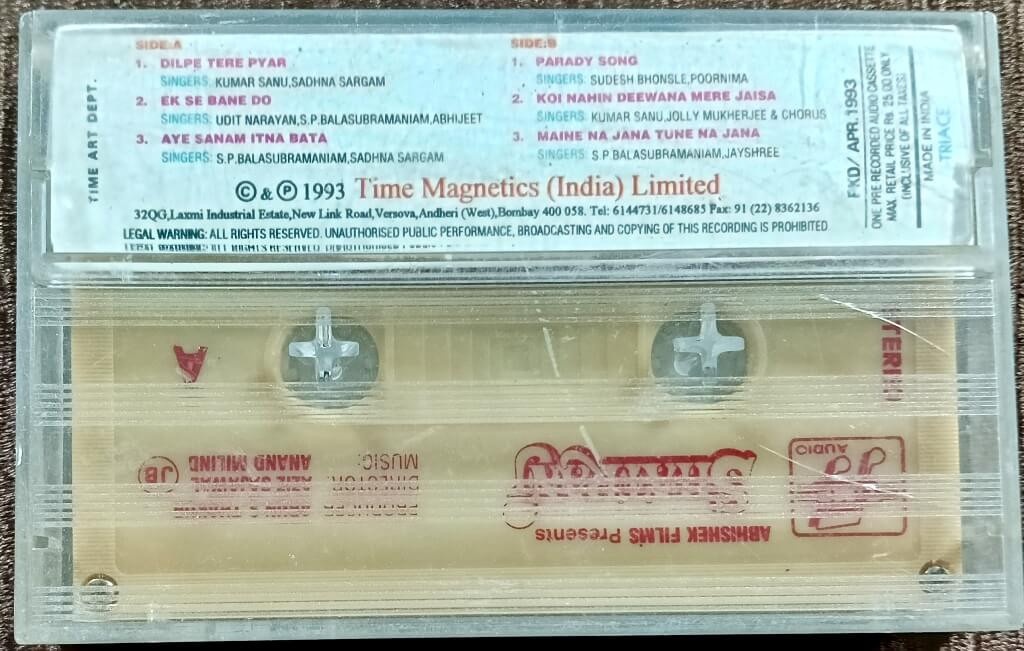 TIME ART DEPT.
SIDE:A
1. DILPE TERE PYAR
SINGERS: KUMAR SANU,SADHNA SARGAM
2. EK SE BANE DO
SINGERS: UDIT NARAYAN,S.P.BALASUBRAMANIAM,ABHIJEET
3. AYE SANAM ITNA BATA
SINGERS: S.P.BALASUBRAMANIAM,SADHNA SARGAM
SIDE:B
1. PARADY SONG
SINGERS: SUDESH BHONSLE,POORNIMA
2. KOI NAHIN DEEWANA MERE JAISA
SINGERS: KUMAR SANU,JOLLY MUKHERJEE & CHORUS
3. MAINE NA JANA TUNE NA JANA
SINGERS: S.P.BALASUBRAMANIAM,JAYSHREE
© & ℗ 1993 Time Magnetics (India) Limited
32QG,Laxmi Industrial Estate,New Link Road,Versova,Andheri (West),Bombay 400 058. Tel: 6144731/6148685 Fax: 91 (22) 8362136
LEGAL WARNING: ALL RIGHTS RESERVED. UNAUTHORISED PUBLIC PERFORMANCE, BROADCASTING AND COPYING OF THIS RECORDING IS PROHIBITED
FKD/ APR.1993
ONE PRE RECORDED AUDIO CASSETTE
MAX. RETAIL PRICE Rs. 25.00 ONLY
(INCLUSIVE OF ALL TAXES)
MADE IN INDIA
TRIACE
A
STEREO
AUDIO
ABHISHEK FILMS Presents
PRODUCER
DIRECTOR: AZIZ SAJAWAL
MUSIC: ANAND MILIND
JB